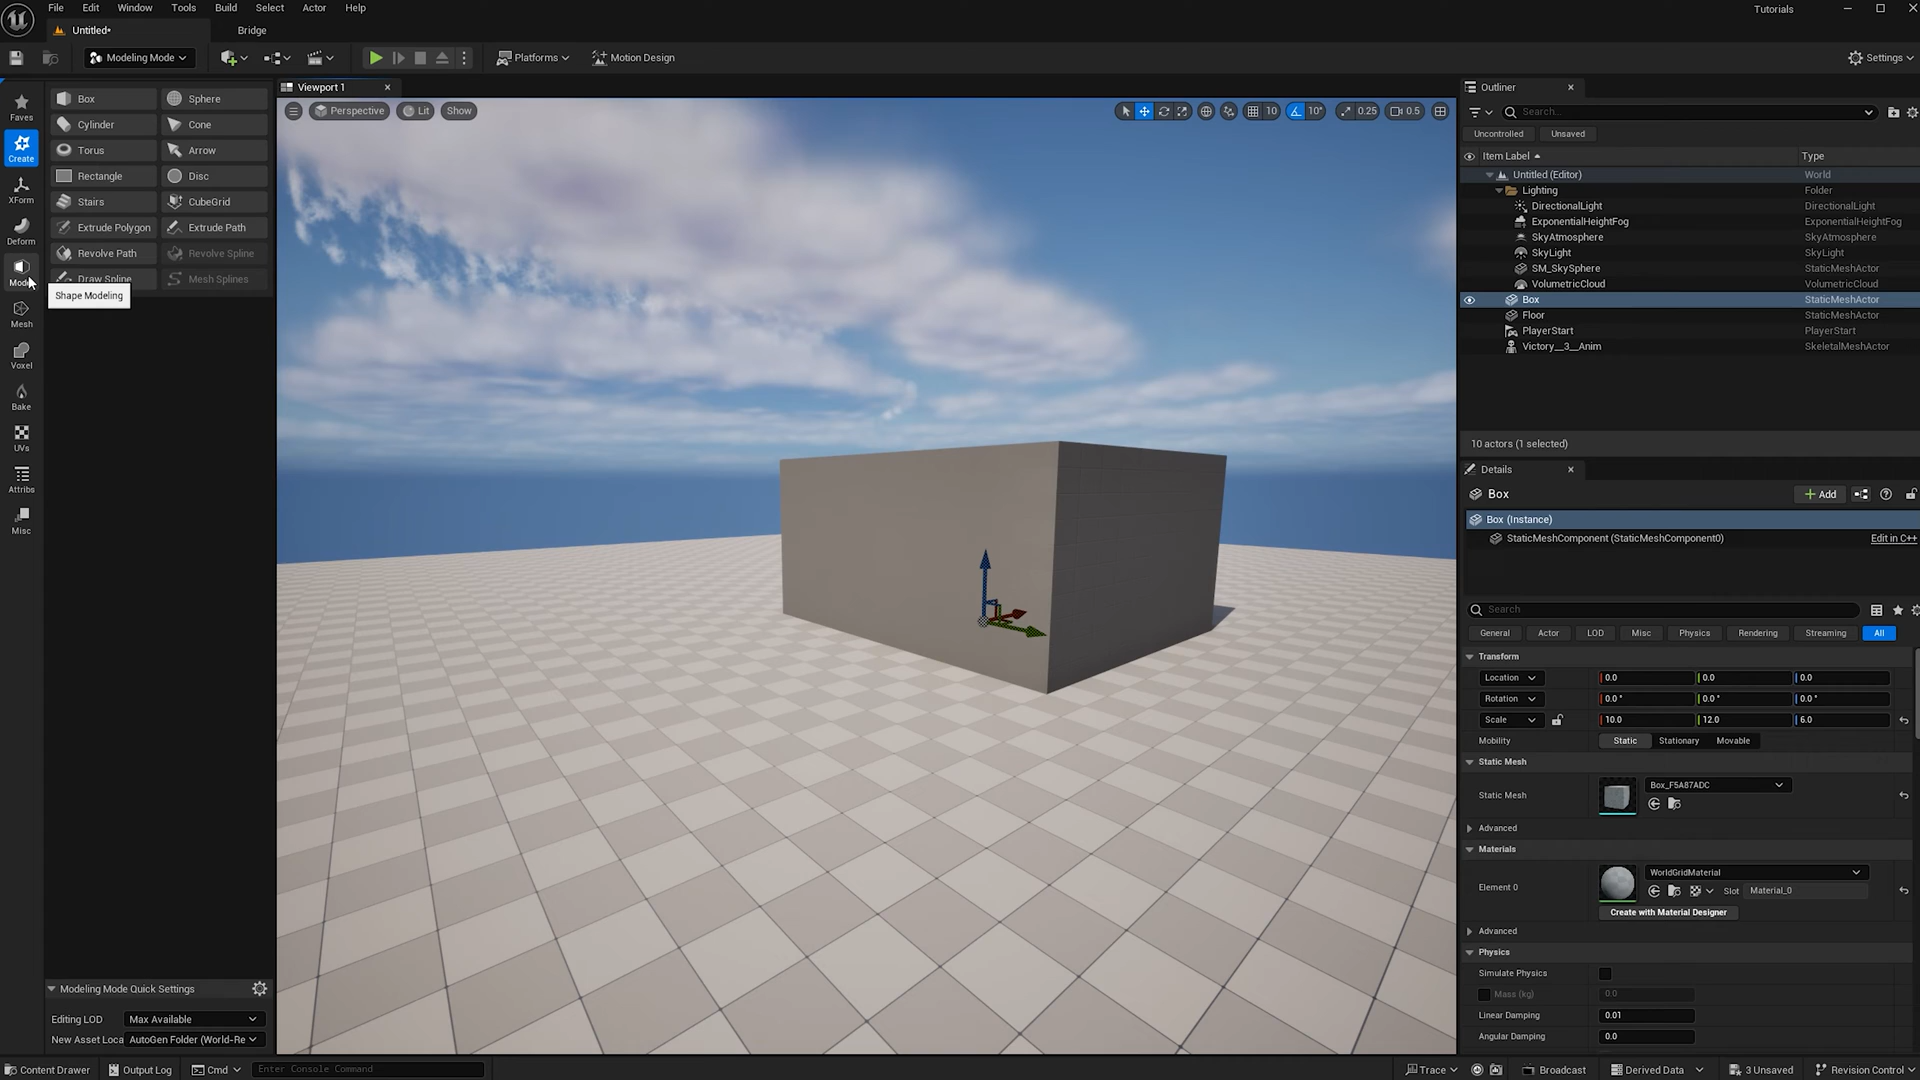 File Edit Window Tools Build Select Actor Help
Tutorials
Untitled*
Bridge
Modeling Mode
Platforms
Motion Design
Settings
Faves
Create
XForm
Deform
Model
Mesh
Voxel
Bake
UVs
Attribs
Misc
Box Sphere
Cylinder Cone
Torus Arrow
Rectangle Disc
Stairs CubeGrid
Extrude Polygon Extrude Path
Revolve Path Revolve Spline
Draw Spline Mesh Splines
Shape Modeling
Modeling Mode Quick Settings
Editing LOD Max Available
New Asset Loca AutoGen Folder (World-Re
Viewport 1
Perspective Lit Show
10 10° 0.25 0.5
Outliner
Search...
Uncontrolled Unsaved
Item Label Type
Untitled (Editor) World
Lighting Folder
DirectionalLight DirectionalLight
ExponentialHeightFog ExponentialHeightFog
SkyAtmosphere SkyAtmosphere
SkyLight SkyLight
SM_SkySphere StaticMeshActor
VolumetricCloud VolumetricCloud
Box StaticMeshActor
Floor StaticMeshActor
PlayerStart PlayerStart
Victory__3__Anim SkeletalMeshActor
10 actors (1 selected)
Details
Box
Add
Box (Instance)
StaticMeshComponent (StaticMeshComponent0) Edit in C++
Search
General Actor LOD Misc Physics Rendering Streaming All
Transform
Location 0.0 0.0 0.0
Rotation 0.0° 0.0° 0.0°
Scale 10.0 12.0 6.0
Mobility Static Stationary Movable
Static Mesh
Static Mesh Box_F5A87ADC
Advanced
Materials
Element 0 WorldGridMaterial
Slot Material_0
Create with Material Designer
Advanced
Physics
Simulate Physics
Mass (kg) 0.0
Linear Damping 0.01
Angular Damping 0.0
Content Drawer Output Log Cmd Enter Console Command
Trace Broadcast Derived Data 3 Unsaved Revision Control